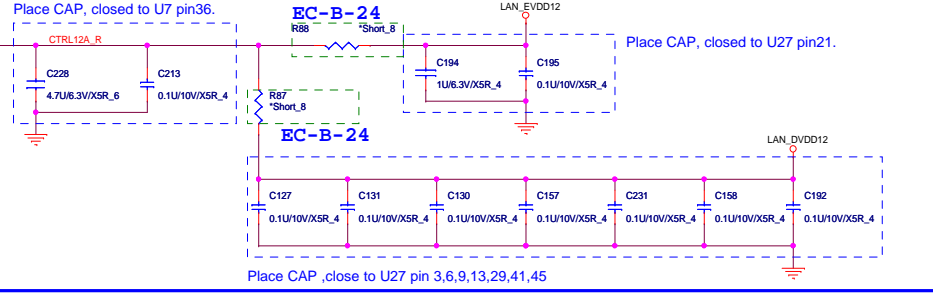 Place CAP, closed to U7 pin36.
EC-B-24
LAN_EVDD12
R88
*Short_8
CTRL12A_R
Place CAP, closed to U27 pin21.
C228
4.7U/6.3V/X5R_6
C213
0.1U/10V/X5R_4
C194
1U/6.3V/X5R_4
C195
0.1U/10V/X5R_4
R87
*Short_8
EC-B-24
LAN_DVDD12
C127
0.1U/10V/X5R_4
C131
0.1U/10V/X5R_4
C130
0.1U/10V/X5R_4
C157
0.1U/10V/X5R_4
C231
0.1U/10V/X5R_4
C158
0.1U/10V/X5R_4
C192
0.1U/10V/X5R_4
Place CAP ,close to U27 pin 3,6,9,13,29,41,45